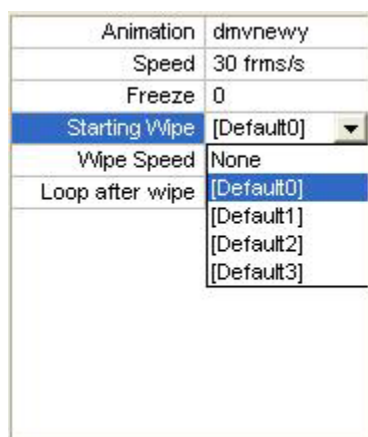 Animation dmvnewy
Speed 30 frms/s
Freeze 0
Starting Wipe [Default0]
Wipe Speed None
Loop after wipe [Default0]
[Default1]
[Default2]
[Default3]